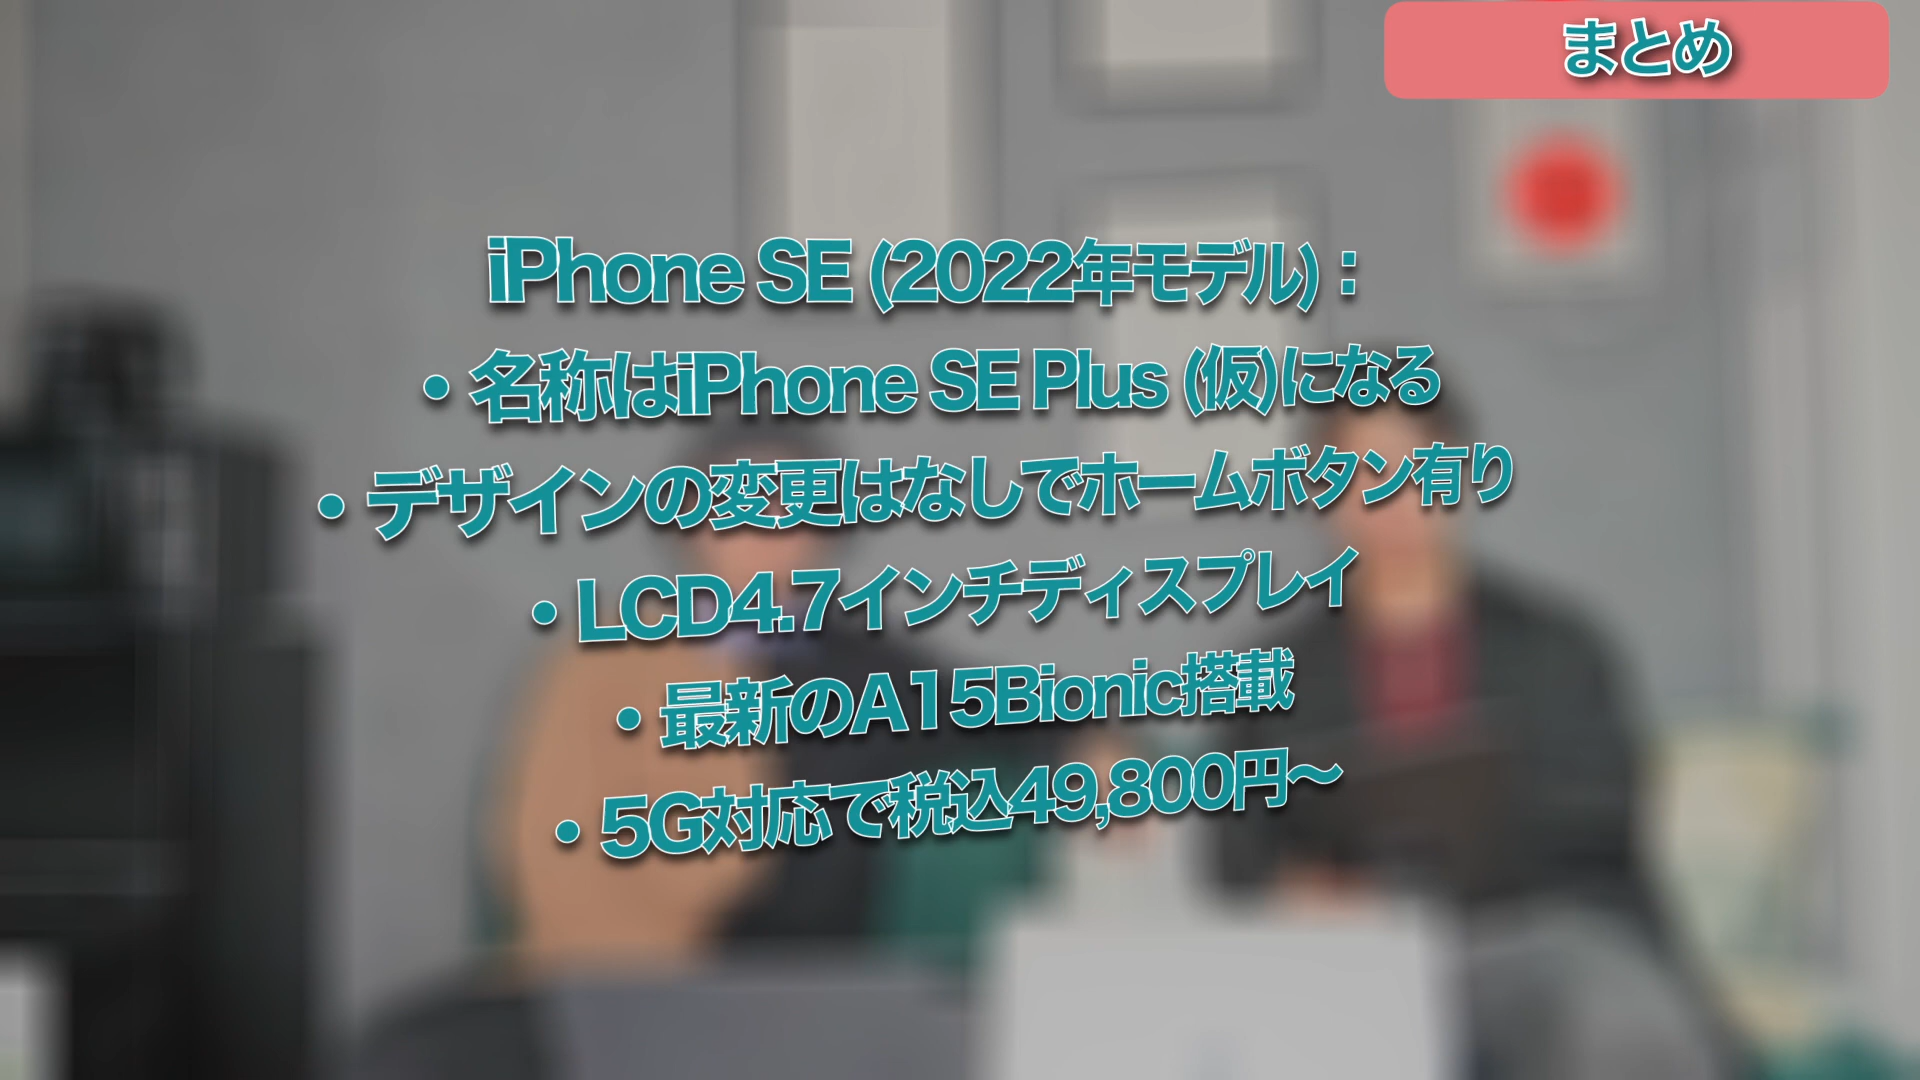 まとめ
iPhone SE (2022年モデル)：
・名称はiPhone SE Plus (仮)になる
・デザインの変更はなしでホームボタン有り
・LCD4.7インチディスプレイ
・最新のA15Bionic搭載
・5G対応で税込49,800円〜